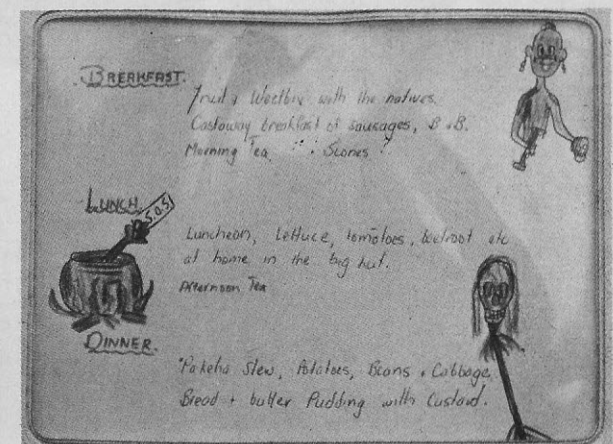 BREAKFAST.
Fruit & Weetbix with the natives.
Castaway breakfast of sausages, B & B.
Morning Tea " Scones "
LUNCH
S.O.S.
Luncheon, Lettuce, tomatoes, beetroot etc
at home in the big hut.
Afternoon Tea
DINNER.
"Pakeha Stew, Potatoes, Beans & Cabbage
Bread + butter Pudding with Custard.